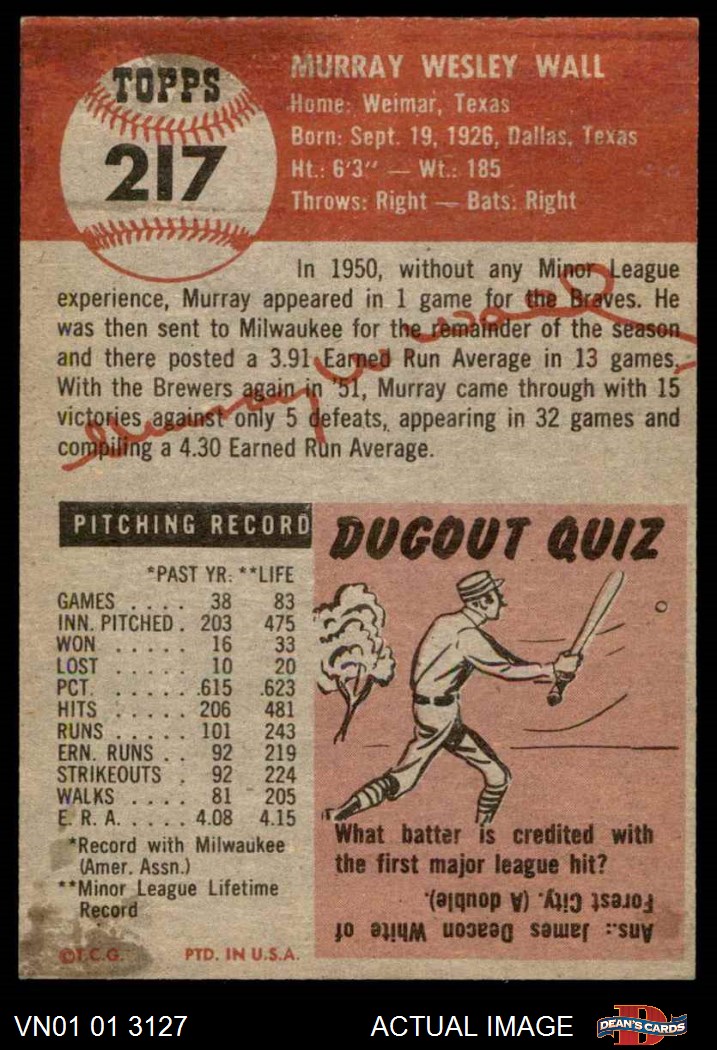 TOPPS
217
MURRAY WESLEY WALL
Home: Weimar, Texas
Born: Sept. 19, 1926, Dallas, Texas
Ht.: 6'3" — Wt.: 185
Throws: Right — Bats: Right
In 1950, without any Minor League
experience, Murray appeared in 1 game for the Braves. He
was then sent to Milwaukee for the remainder of the season
and there posted a 3.91 Earned Run Average in 13 games.
With the Brewers again in '51, Murray came through with 15
victories against only 5 defeats, appearing in 32 games and
compiling a 4.30 Earned Run Average.
Murray W Wall
PITCHING RECORD
*PAST YR. **LIFE
GAMES .... 38 83
INN. PITCHED . 203 475
WON ..... 16 33
LOST ..... 10 20
PCT. ..... .615 .623
HITS ..... 206 481
RUNS ..... 101 243
ERN. RUNS .. 92 219
STRIKEOUTS . 92 224
WALKS .... 81 205
E. R. A. .... 4.08 4.15
*Record with Milwaukee
(Amer. Assn.)
**Minor League Lifetime
Record
©T.C.G. PTD. IN U.S.A.
DUGOUT QUIZ
What batter is credited with
the first major league hit?
Ans.: James Deacon White of
Forest City. (A double).
VN01 01 3127
ACTUAL IMAGE
D
DEAN'S CARDS